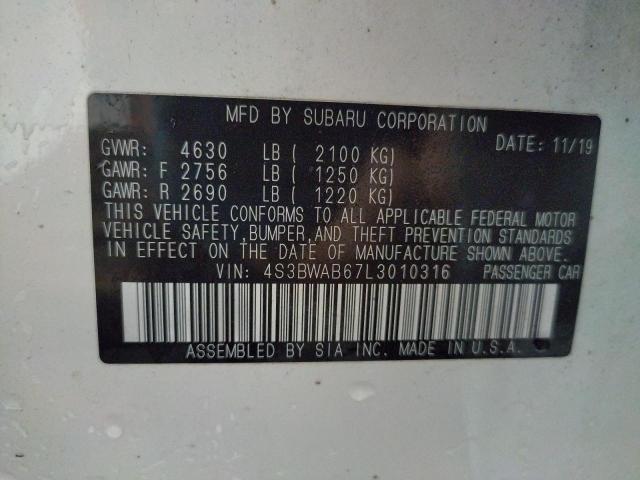 MFD BY SUBARU CORPORATION
DATE: 11/19
GVWR: 4630 LB ( 2100 KG)
GAWR: F 2756 LB ( 1250 KG)
GAWR: R 2690 LB ( 1220 KG)
THIS VEHICLE CONFORMS TO ALL APPLICABLE FEDERAL MOTOR
VEHICLE SAFETY,BUMPER,AND THEFT PREVENTION STANDARDS
IN EFFECT ON THE DATE OF MANUFACTURE SHOWN ABOVE.
VIN: 4S3BWAB67L3010316 PASSENGER CAR
ASSEMBLED BY SIA INC. MADE IN U.S.A.